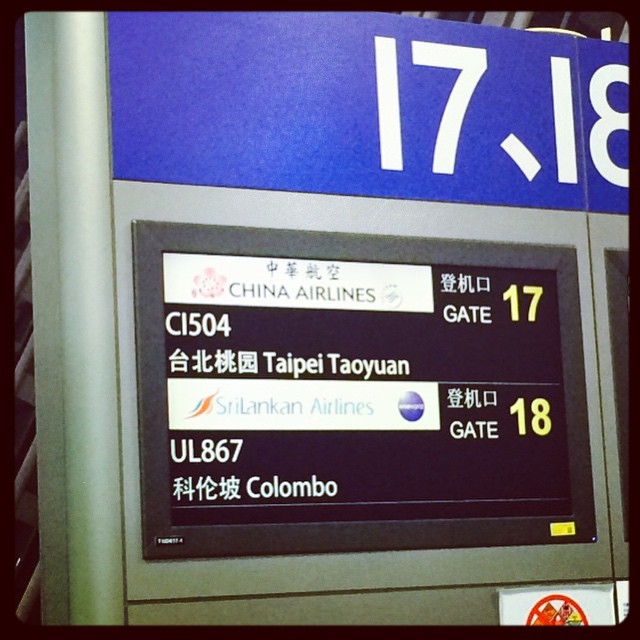 17、18
中華航空
CHINA AIRLINES
登机口
GATE 17
CI504
台北桃园 Taipei Taoyuan
SriLankan Airlines
登机口
GATE 18
UL867
科伦坡 Colombo